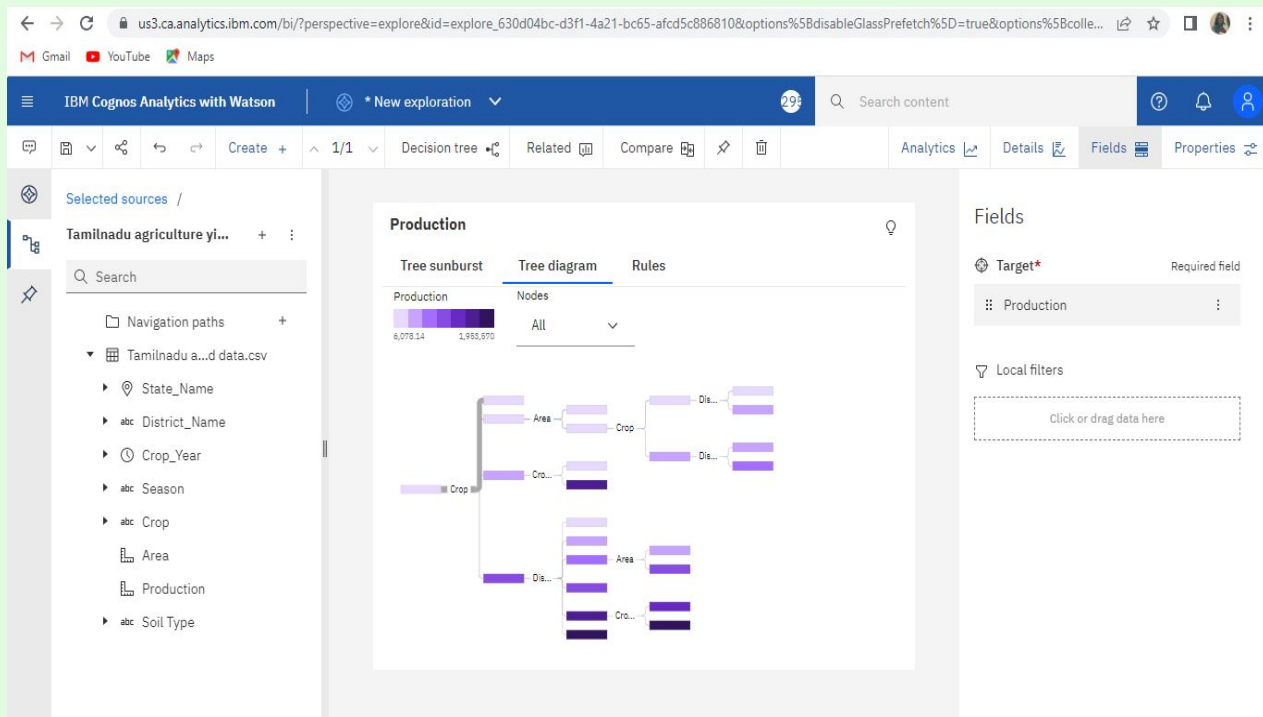 us3.ca.analytics.ibm.com/bi/?perspective=explore&id=explore_630d04bc-d3f1-4a21-bc65-afcd5c886810&options%5BdisableGlassPrefetch%5D=true&options%5Bcolle...
Gmail YouTube Maps
IBM Cognos Analytics with Watson * New exploration Search content
Create + 1/1 Decision tree Related Compare Analytics Details Fields Properties
Selected sources /
Tamilnadu agriculture yi...
Search
Navigation paths
Tamilnadu a...d data.csv
State_Name
abc District_Name
Crop_Year
abc Season
abc Crop
Area
Production
abc Soil Type
Production
Tree sunburst Tree diagram Rules
Production Nodes
All
6,078.14 1,953,570
Dis...
Area
Crop
Dis...
Cro...
Crop
Area
Dis...
Cro...
Fields
Target* Required field
Production
Local filters
Click or drag data here